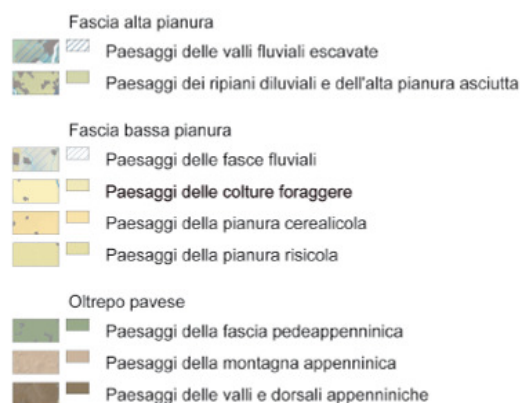 Fascia alta pianura
Paesaggi delle valli fluviali escavate
Paesaggi dei ripiani diluviali e dell'alta pianura asciutta
Fascia bassa pianura
Paesaggi delle fasce fluviali
Paesaggi delle colture foraggere
Paesaggi della pianura cerealicola
Paesaggi della pianura risicola
Oltrepo pavese
Paesaggi della fascia pedeappenninica
Paesaggi della montagna appenninica
Paesaggi delle valli e dorsali appenniniche